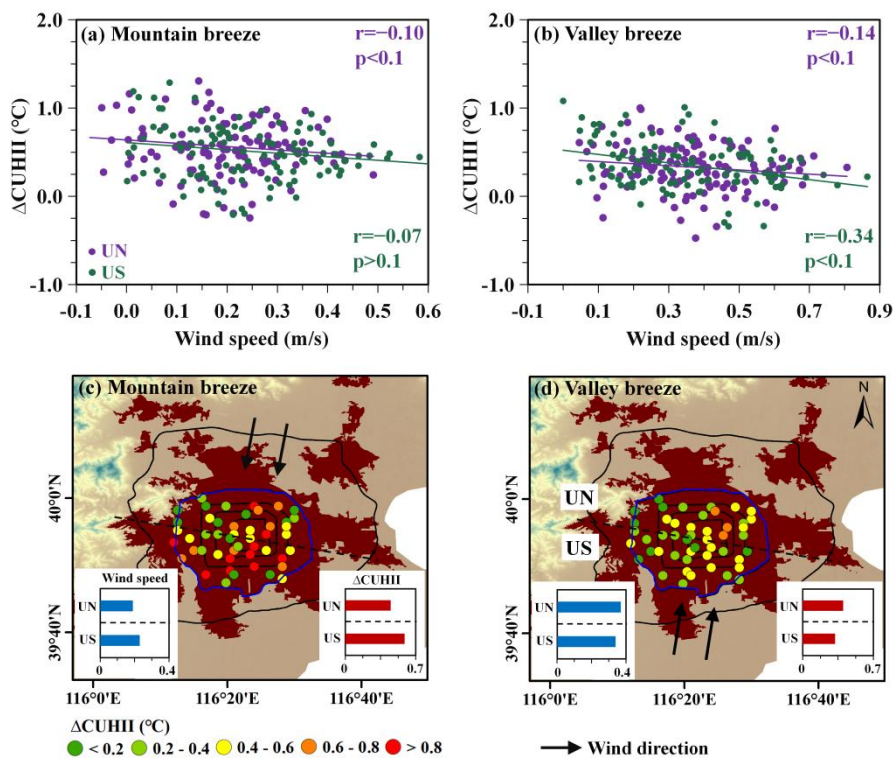 (a) Mountain breeze
r=−0.10
p<0.1
2.0
1.0
0.0
-1.0
ΔCUHII (℃)
UN
US
r=−0.07
p>0.1
-0.1 0.0 0.1 0.2 0.3 0.4 0.5 0.6
Wind speed (m/s)
(b) Valley breeze
r=−0.14
p<0.1
2.0
1.0
0.0
-1.0
ΔCUHII (℃)
r=−0.34
p<0.1
-0.1 0.1 0.3 0.5 0.7 0.9
Wind speed (m/s)
(c) Mountain breeze
40°0'N
39°40'N
Wind speed
UN
US
0 0.4
ΔCUHII
UN
US
0 0.7
116°0'E 116°20'E 116°40'E
(d) Valley breeze
N
40°0'N
39°40'N
UN
US
UN
US
0 0.4
UN
US
0 0.7
116°0'E 116°20'E 116°40'E
ΔCUHII (℃)
< 0.2 0.2 - 0.4 0.4 - 0.6 0.6 - 0.8 > 0.8
Wind direction